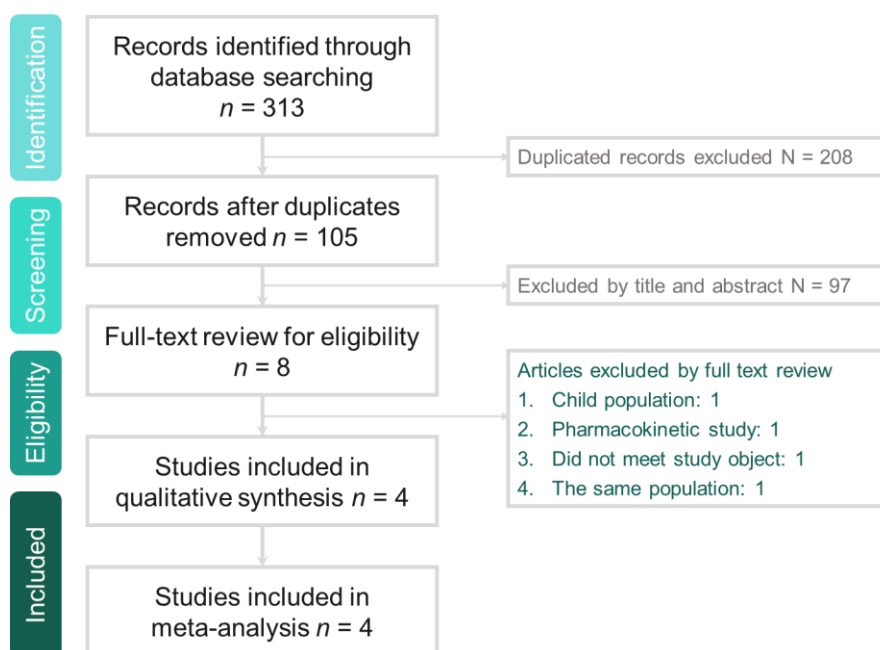 Identification
Records identified through
database searching
n = 313
Duplicated records excluded N = 208
Screening
Records after duplicates
removed n = 105
Excluded by title and abstract N = 97
Eligibility
Full-text review for eligibility
n = 8
Articles excluded by full text review
1. Child population: 1
2. Pharmacokinetic study: 1
3. Did not meet study object: 1
4. The same population: 1
Studies included in
qualitative synthesis n = 4
Included
Studies included in
meta-analysis n = 4